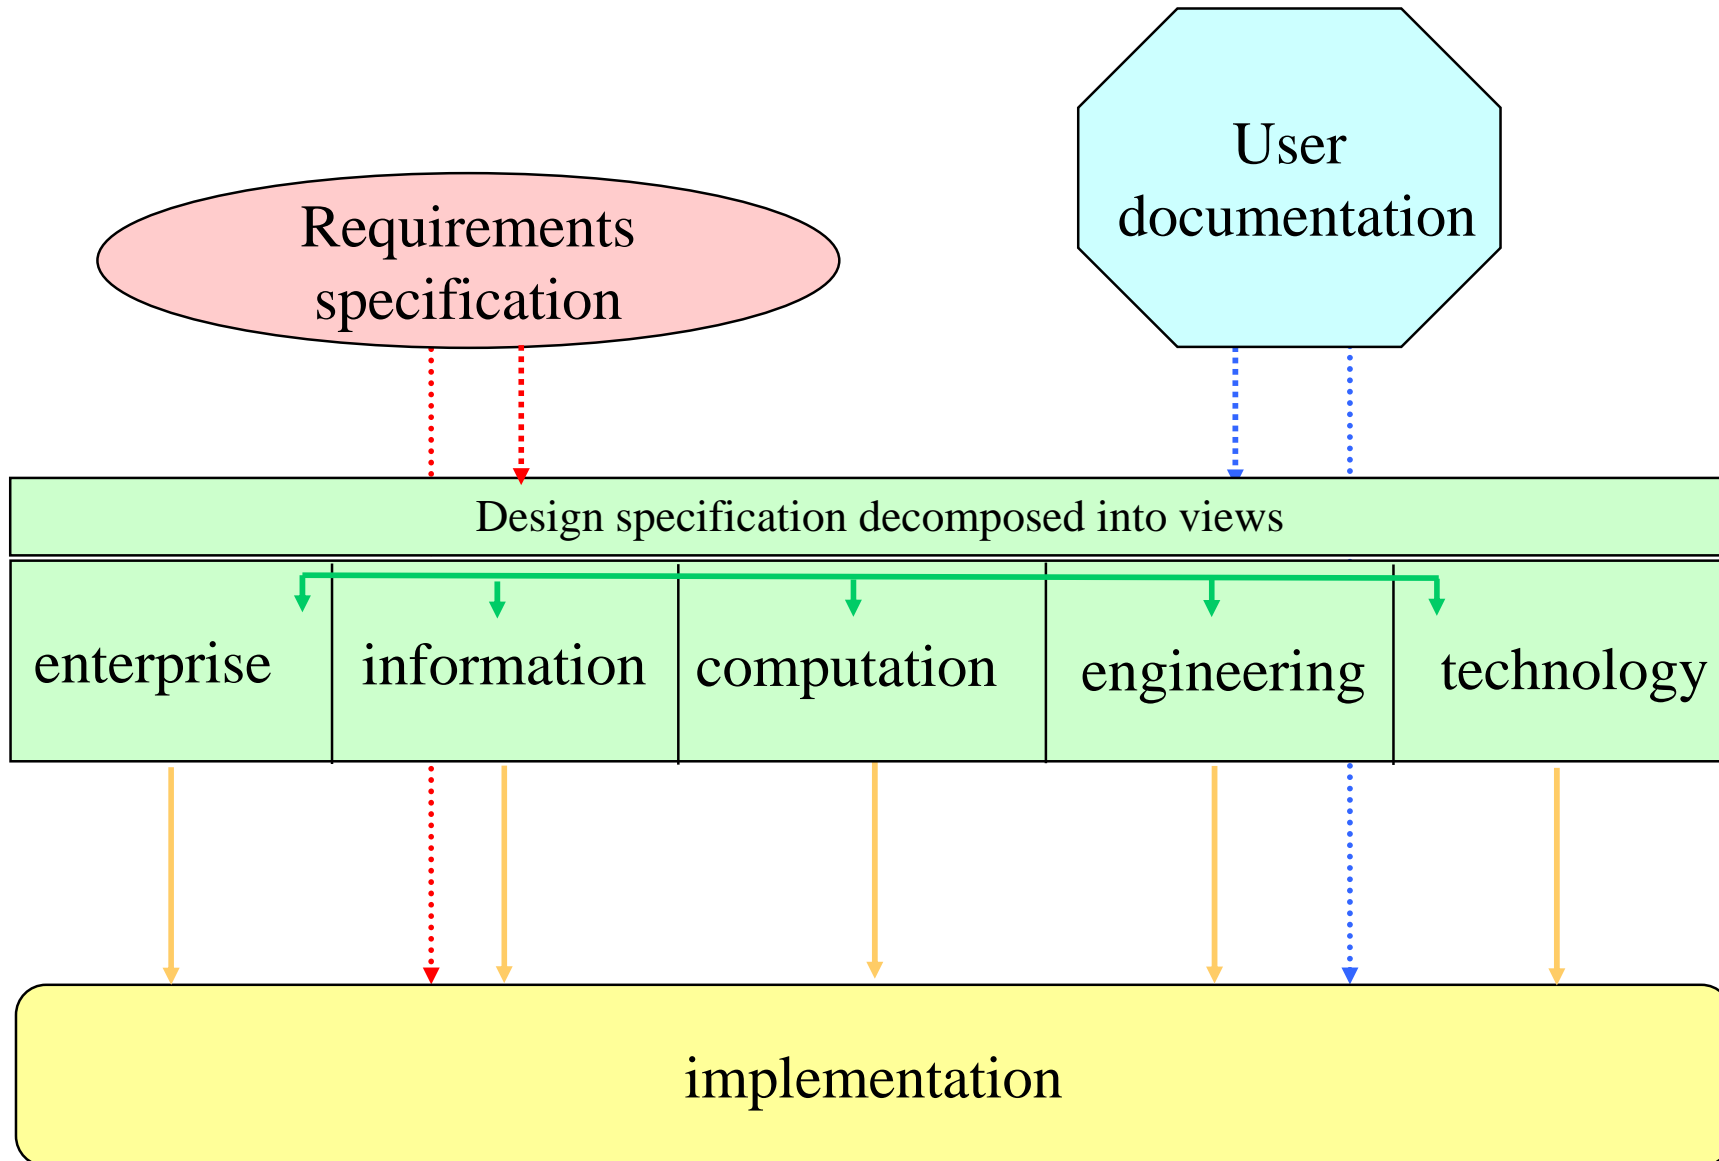 User
documentation
Requirements
specification
Design specification decomposed into views
enterprise
information
computation
engineering
technology
implementation